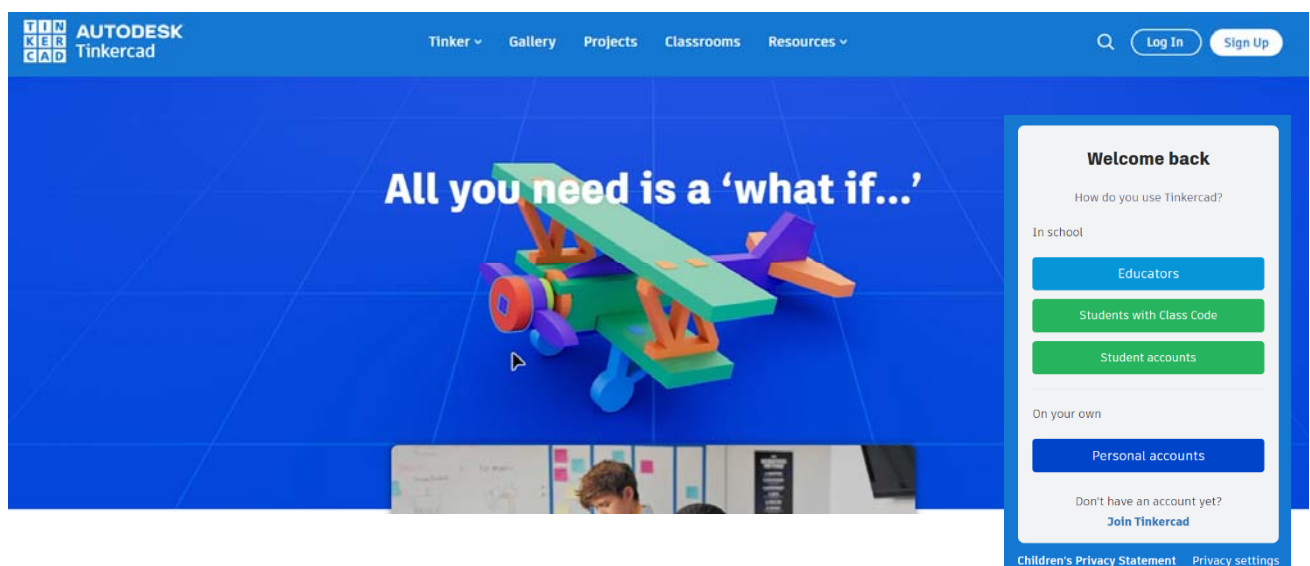 TIN
KER
CAD
AUTODESK
Tinkercad
Tinker Gallery Projects Classrooms Resources
Log In Sign Up
All you need is a ‘what if...’
Welcome back
How do you use Tinkercad?
In school
Educators
Students with Class Code
Student accounts
On your own
Personal accounts
Don't have an account yet?
Join Tinkercad
Children's Privacy Statement Privacy settings